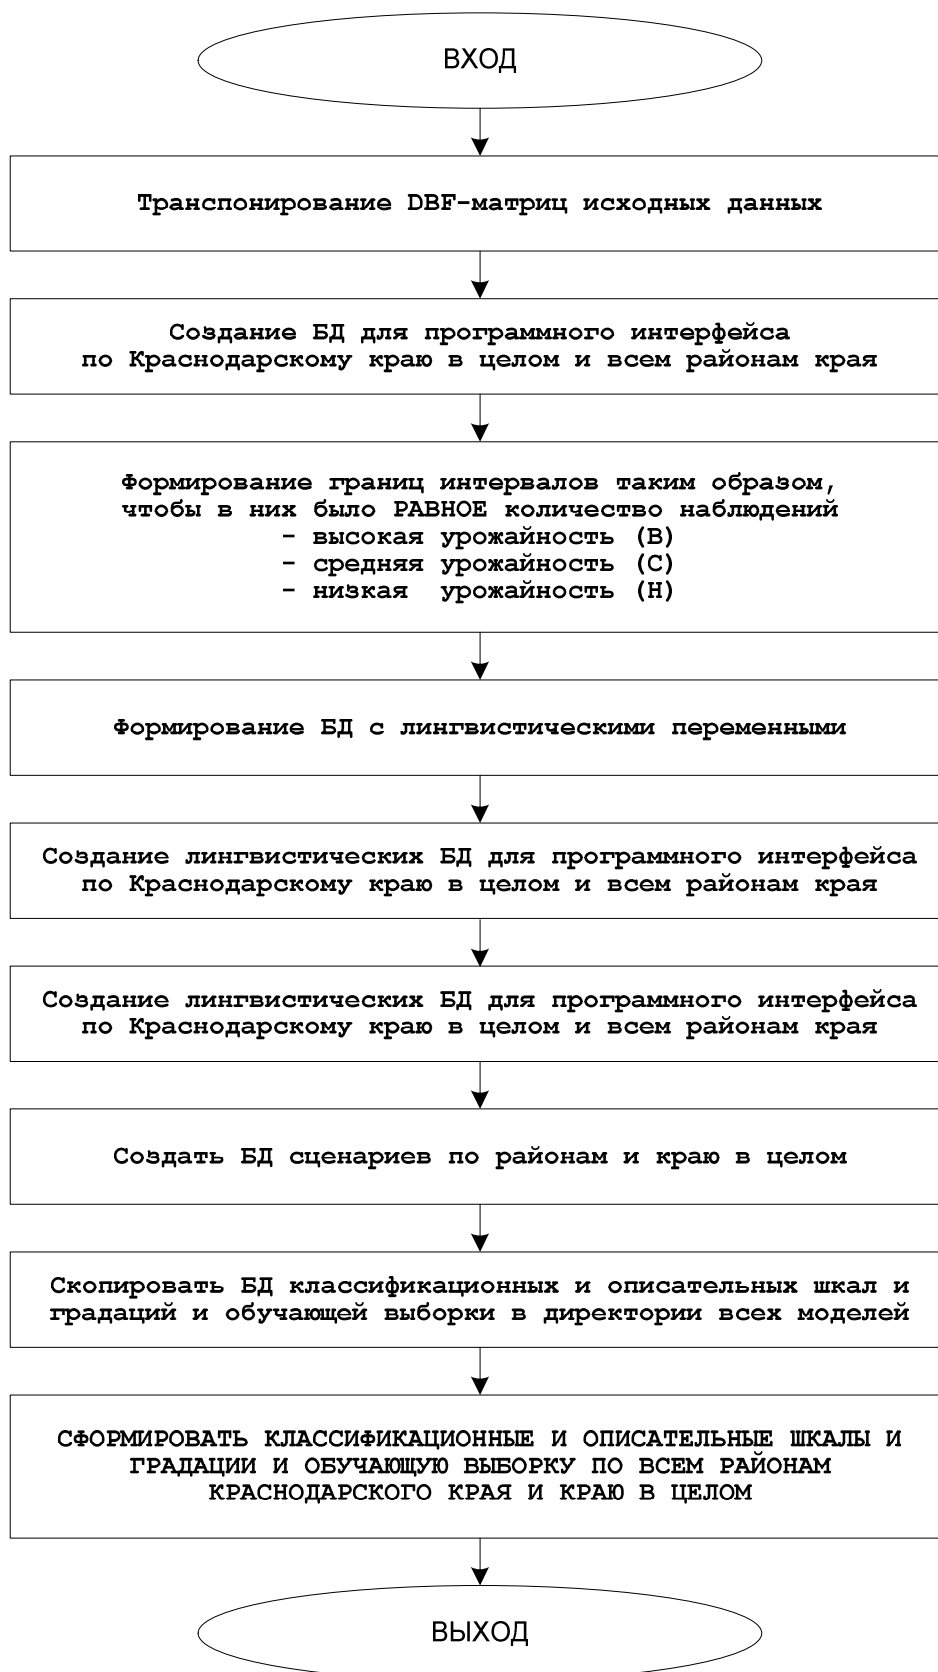 ВХОД
Транспонирование DBF-матриц исходных данных
Создание БД для программного интерфейса
по Краснодарскому краю в целом и всем районам края
Формирование границ интервалов таким образом,
чтобы в них было РАВНОЕ количество наблюдений
- высокая урожайность (В)
- средняя урожайность (С)
- низкая  урожайность (Н)
Формирование БД с лингвистическими переменными
Создание лингвистических БД для программного интерфейса
по Краснодарскому краю в целом и всем районам края
Создание лингвистических БД для программного интерфейса
по Краснодарскому краю в целом и всем районам края
Создать БД сценариев по районам и краю в целом
Скопировать БД классификационных и описательных шкал и
градаций и обучающей выборки в директории всех моделей
СФОРМИРОВАТЬ КЛАССИФИКАЦИОННЫЕ И ОПИСАТЕЛЬНЫЕ ШКАЛЫ И
ГРАДАЦИИ И ОБУЧАЮЩУЮ ВЫБОРКУ ПО ВСЕМ РАЙОНАМ
КРАСНОДАРСКОГО КРАЯ И КРАЮ В ЦЕЛОМ
ВЫХОД